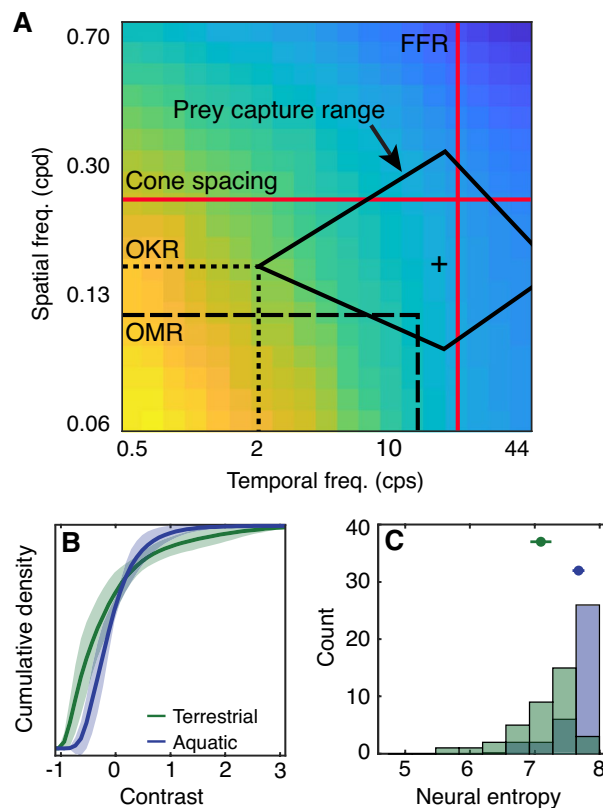 A
Spatial freq. (cpd)
0.70
0.30
0.13
0.06
FFR
Prey capture range
Cone spacing
OKR
+
OMR
0.5
2
10
44
Temporal freq. (cps)
B
Cumulative density
Terrestrial
Aquatic
-1
0
1
2
3
Contrast
C
Count
40
30
20
10
0
5
6
7
8
Neural entropy